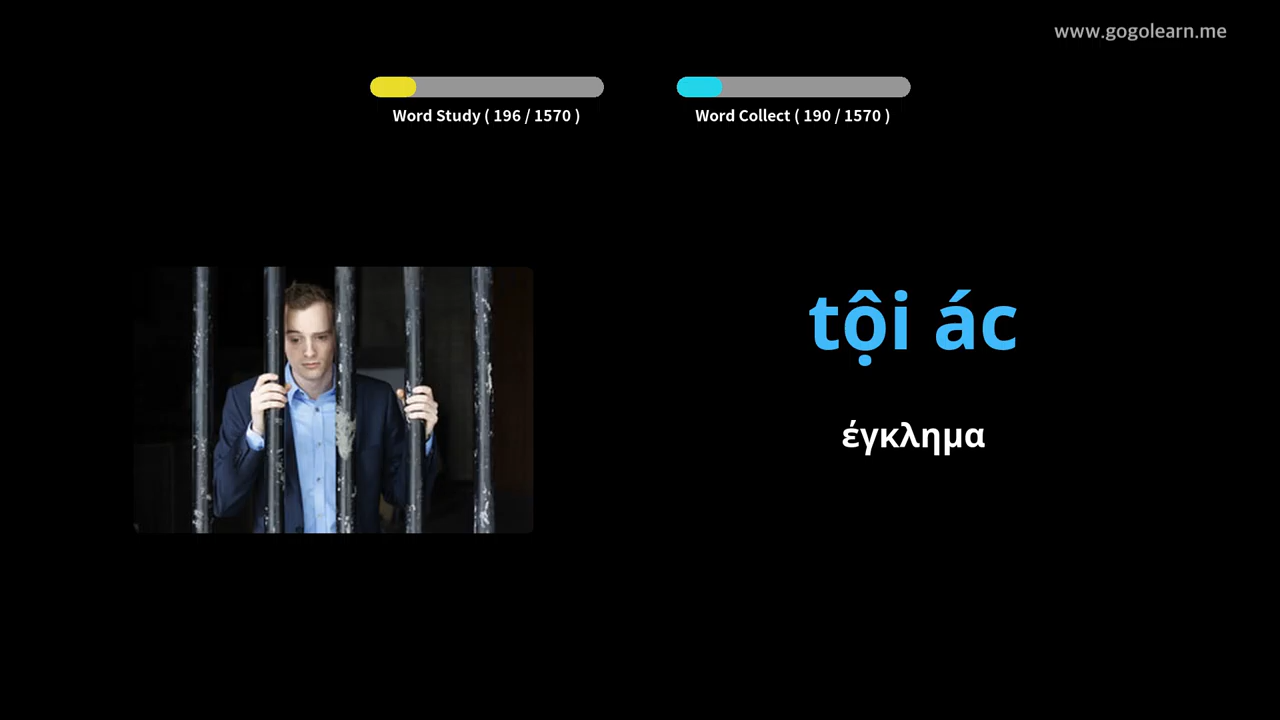 www.gogolearn.me
Word Study ( 196 / 1570 )
Word Collect ( 190 / 1570 )
tội ác
έγκλημα